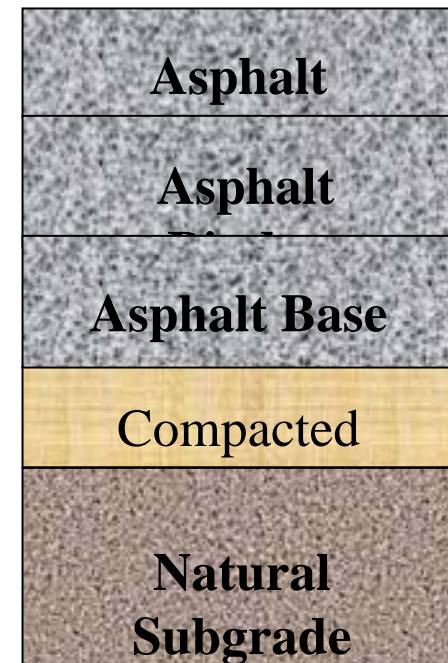 Asphalt
Asphalt
Asphalt Base
Compacted
Natural
Subgrade